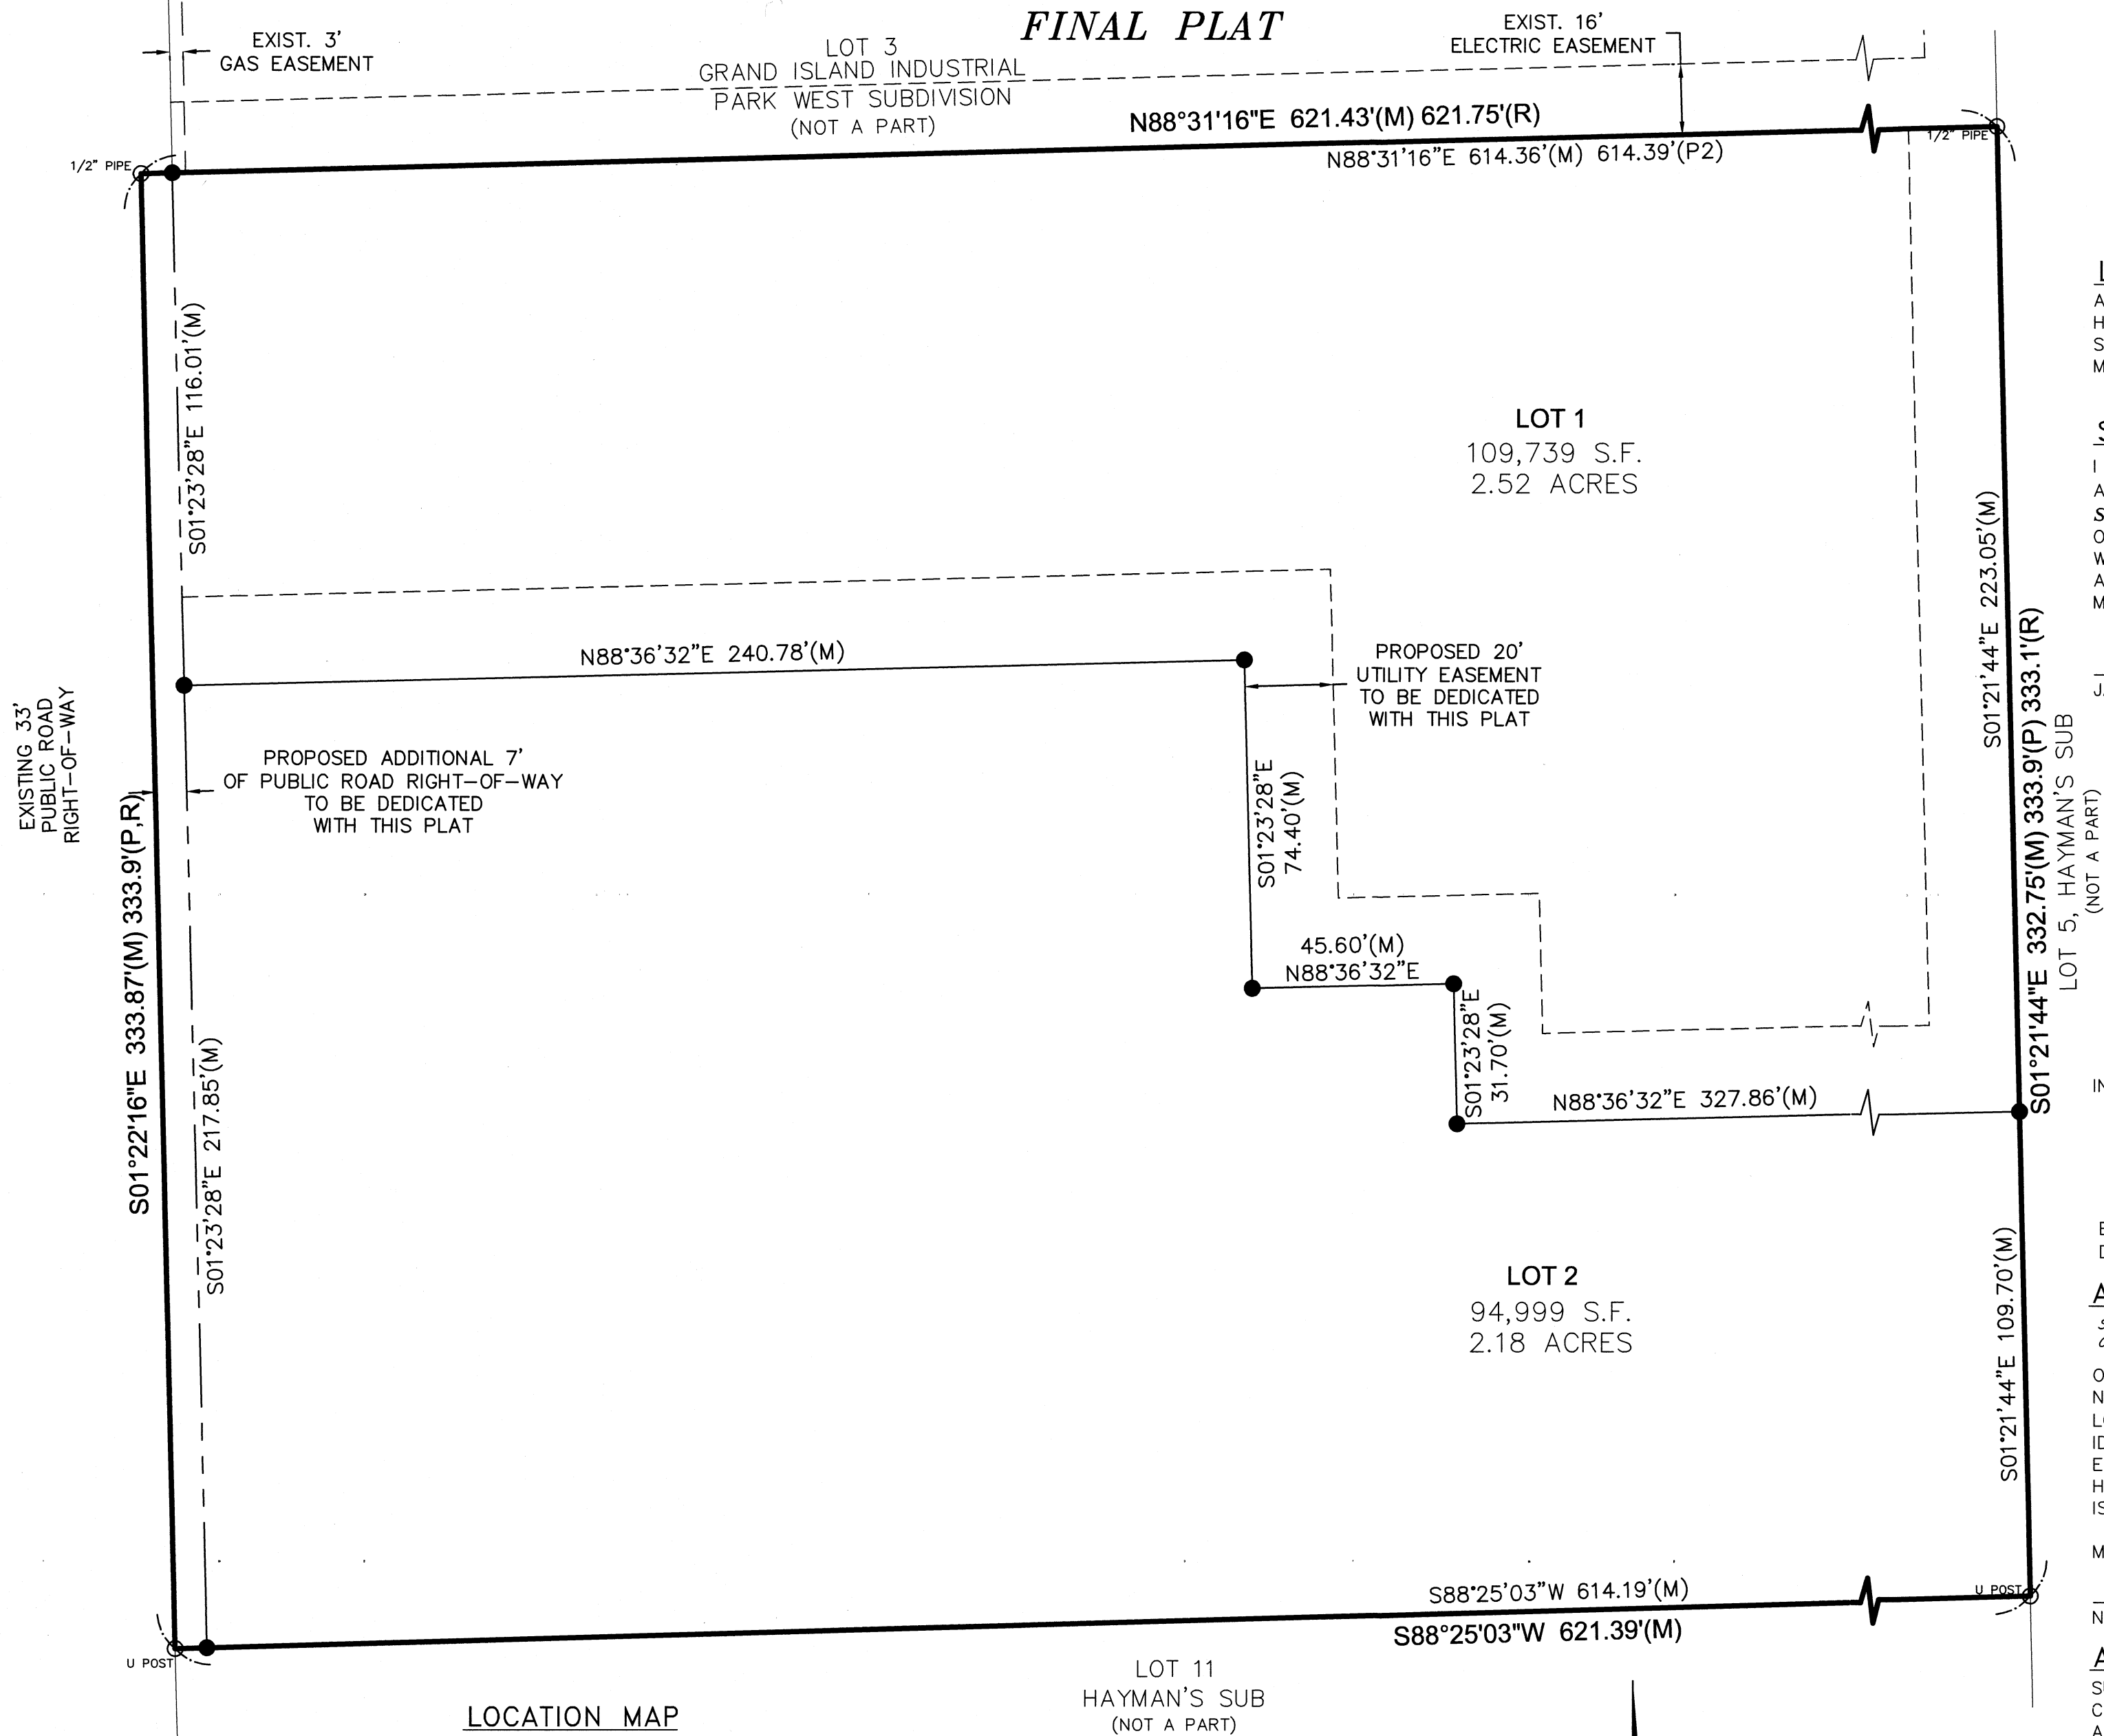 FINAL PLAT
EXIST. 3'
GAS EASEMENT
LOT 3
GRAND ISLAND INDUSTRIAL
PARK WEST SUBDIVISION
(NOT A PART)
EXIST. 16'
ELECTRIC EASEMENT
N88°31'16"E 621.43'(M) 621.75'(R)
N88°31'16"E 614.36'(M) 614.39'(P2)
1/2" PIPE
1/2" PIPE
S01°23'28"E 116.01'(M)
LOT 1
109,739 S.F.
2.52 ACRES
S01°21'44"E 223.05'(M)
N88°36'32"E 240.78'(M)
PROPOSED 20'
UTILITY EASEMENT
TO BE DEDICATED
WITH THIS PLAT
EXISTING 33'
PUBLIC ROAD
RIGHT-OF-WAY
PROPOSED ADDITIONAL 7'
OF PUBLIC ROAD RIGHT-OF-WAY
TO BE DEDICATED
WITH THIS PLAT
S01°23'28"E
74.40'(M)
S01°22'16"E 333.87'(M) 333.9'(P,R)
S01°21'44"E 332.75'(M) 333.9'(P) 333.1'(R)
LOT 5, HAYMAN'S SUB
(NOT A PART)
45.60'(M)
N88°36'32"E
S01°23'28"E
31.70'(M)
N88°36'32"E 327.86'(M)
S01°23'28"E 217.85'(M)
LOT 2
94,999 S.F.
2.18 ACRES
S01°21'44"E 109.70'(M)
S88°25'03"W 614.19'(M)
S88°25'03"W 621.39'(M)
U POST
U POST
LOT 11
HAYMAN'S SUB
(NOT A PART)
LOCATION MAP